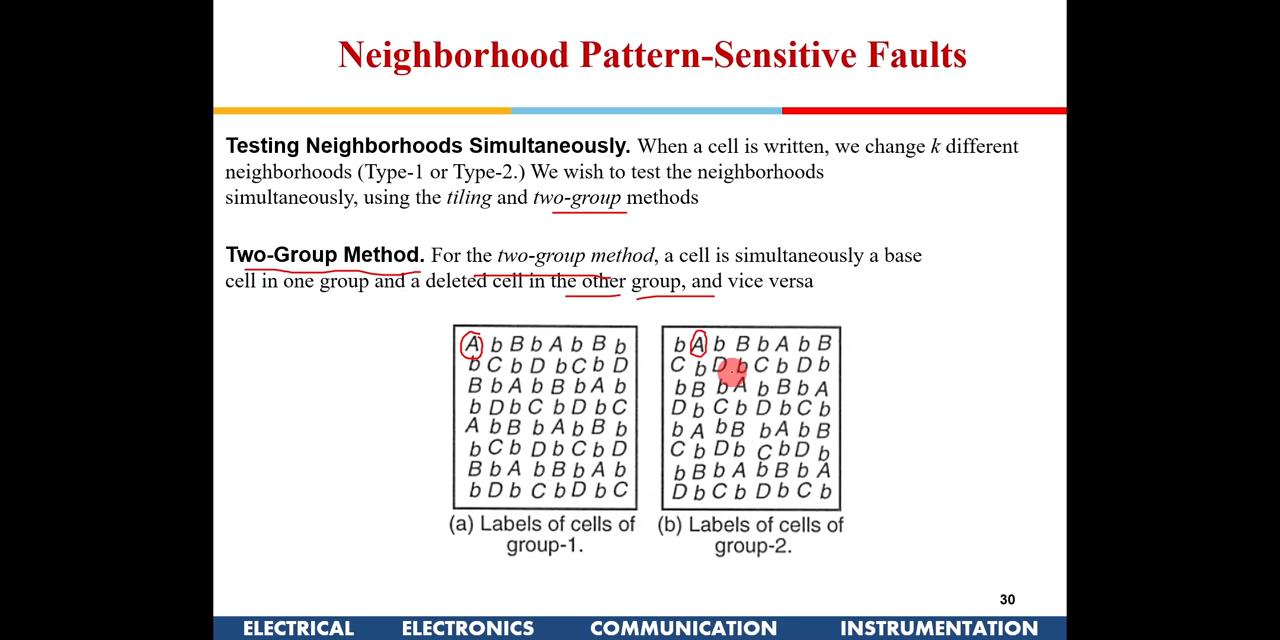 Neighborhood Pattern-Sensitive Faults
Testing Neighborhoods Simultaneously. When a cell is written, we change k different
neighborhoods (Type-1 or Type-2.) We wish to test the neighborhoods
simultaneously, using the tiling and two-group methods
Two-Group Method. For the two-group method, a cell is simultaneously a base
cell in one group and a deleted cell in the other group, and vice versa
A b B b A b B b
b C b D b C b D
B b A b B b A b
b D b C b D b C
A b B b A b B b
b C b D b C b D
B b A b B b A b
b D b C b D b C
(a) Labels of cells of
group-1.
b A b B b A b B
C b D b C b D b
b B b A b B b A
D b C b D b C b
b A b B b A b B
C b D b C b D b
b B b A b B b A
D b C b D b C b
(b) Labels of cells of
group-2.
30
ELECTRICAL ELECTRONICS COMMUNICATION INSTRUMENTATION